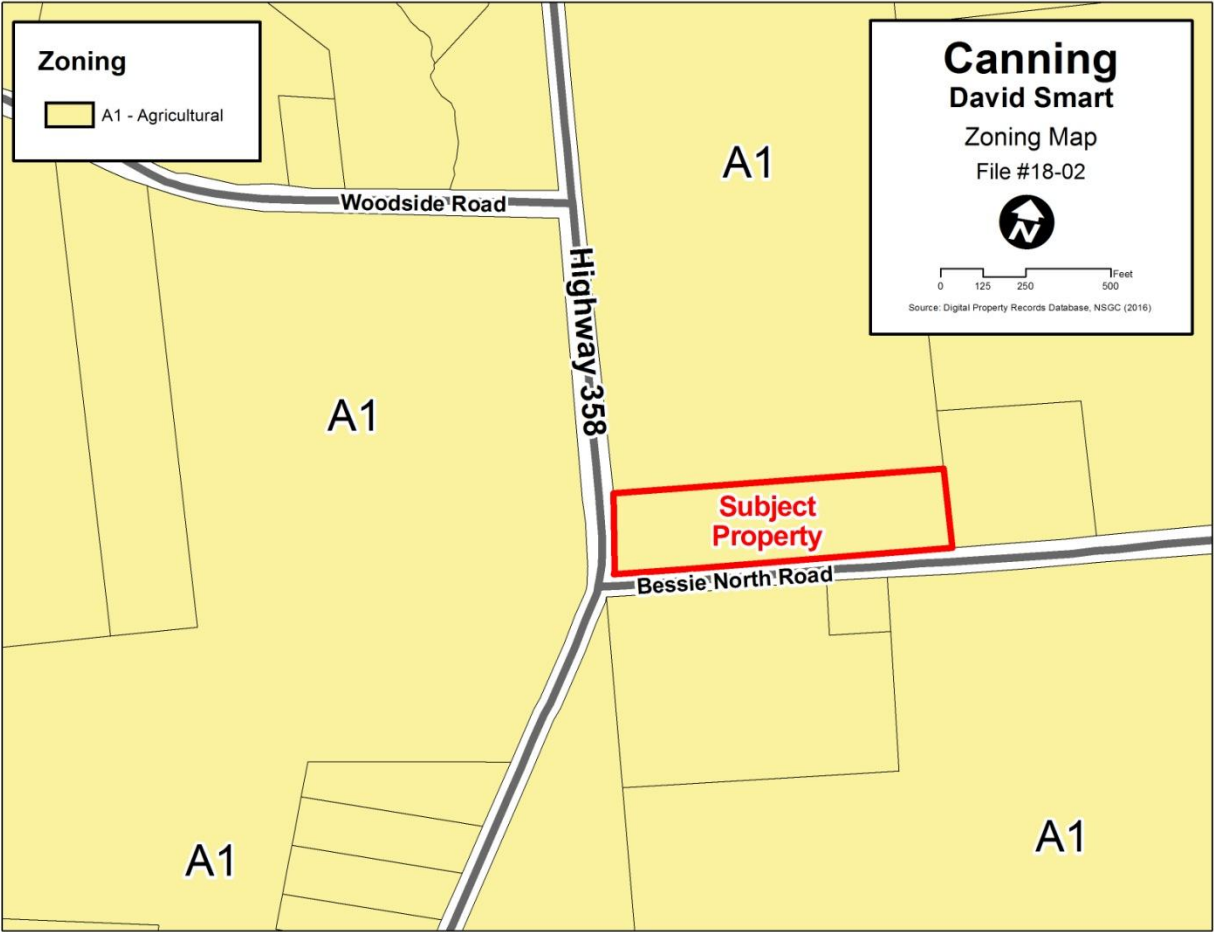 Zoning
A1 - Agricultural
Canning
David Smart
Zoning Map
File #18-02
N
Feet
0 125 250 500
Source: Digital Property Records Database, NSGC (2016)
A1
Woodside Road
Highway 358
A1
Subject
Property
Bessie North Road
A1
A1